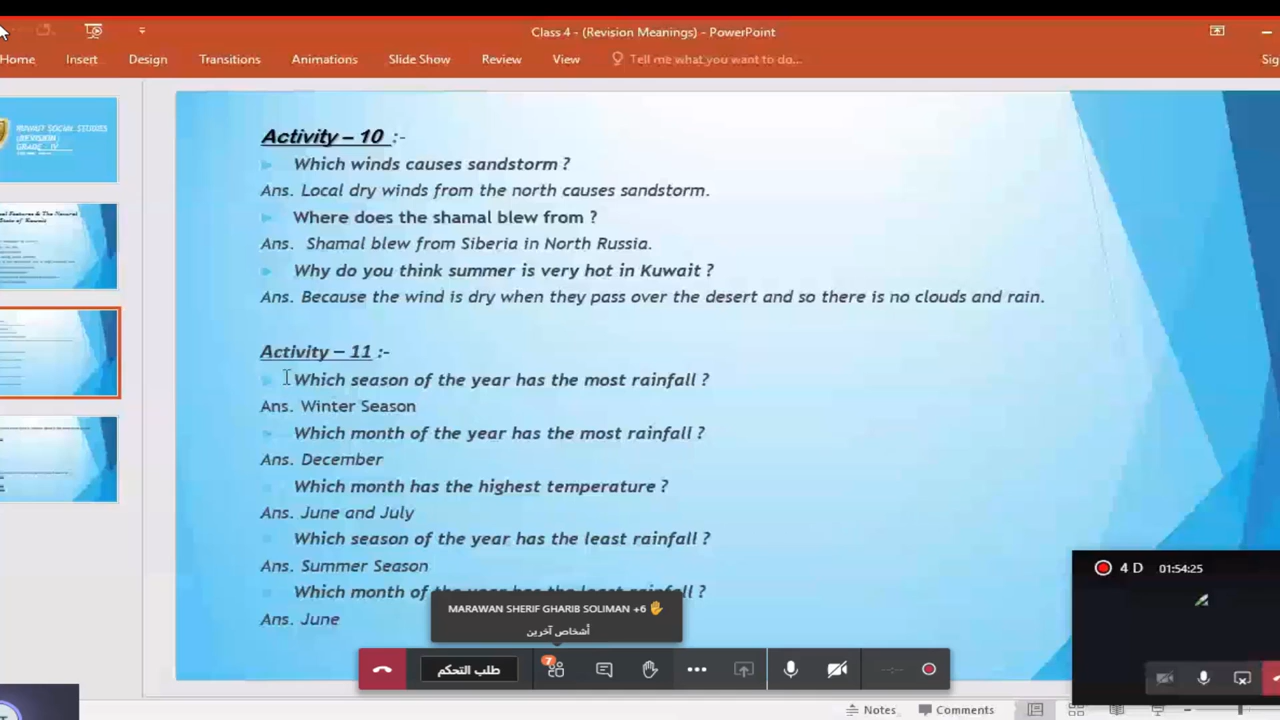 Class 4 - (Revision Meanings) - PowerPoint
Home Insert Design Transitions Animations Slide Show Review View Tell me what you want to do...
Activity – 10 :-
Which winds causes sandstorm ?
Ans. Local dry winds from the north causes sandstorm.
Where does the shamal blew from ?
Ans. Shamal blew from Siberia in North Russia.
Why do you think summer is very hot in Kuwait ?
Ans. Because the wind is dry when they pass over the desert and so there is no clouds and rain.
Activity – 11 :-
Which season of the year has the most rainfall ?
Ans. Winter Season
Which month of the year has the most rainfall ?
Ans. December
Which month has the highest temperature ?
Ans. June and July
Which season of the year has the least rainfall ?
Ans. Summer Season
Which month of the year has the least rainfall ?
Ans. June
MARAWAN SHERIF GHARIB SOLIMAN +6
أشخاص آخرين
7
طلب التحكم
4 D 01:54:25
Notes Comments